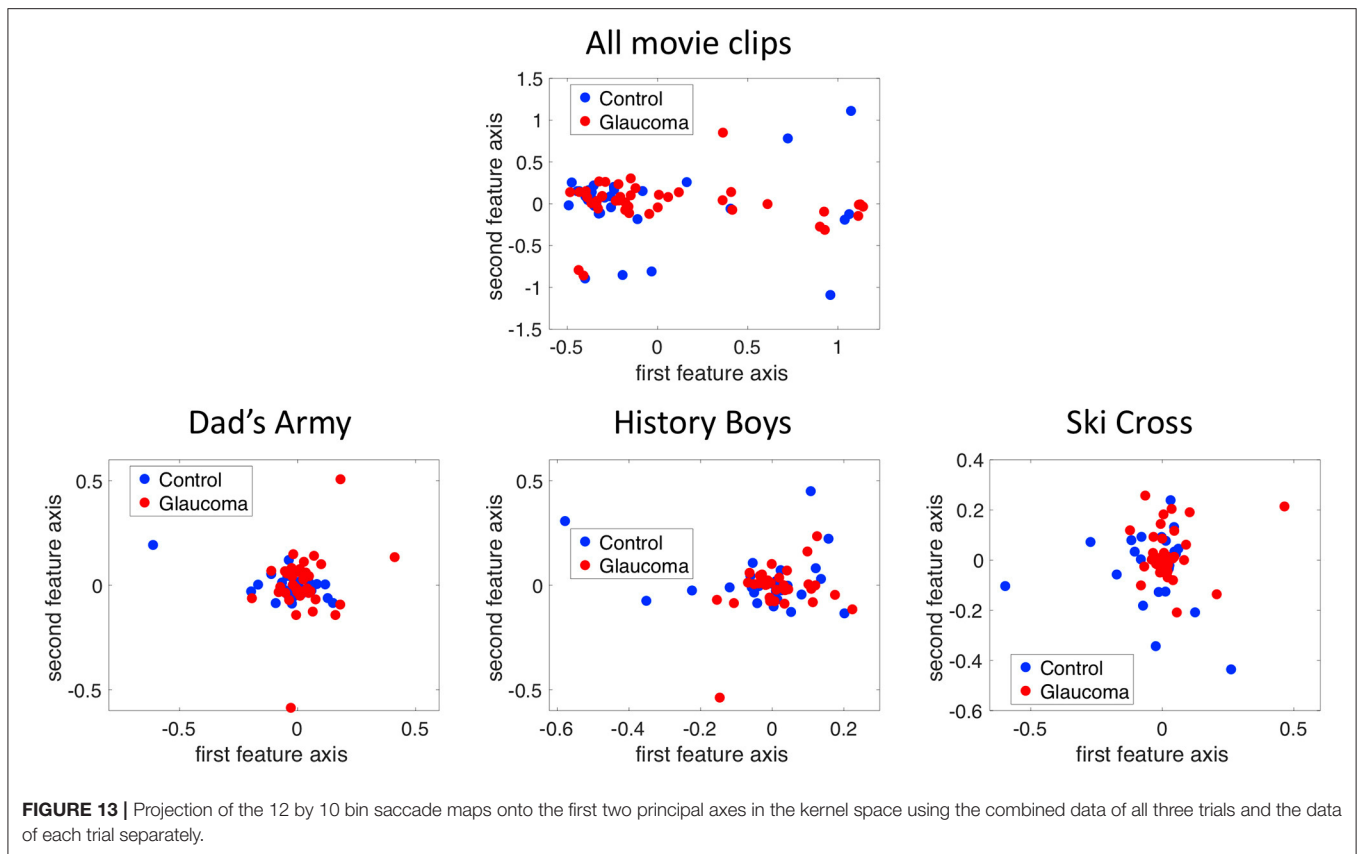 All movie clips
1.5
1
0.5
0
-0.5
-1
-1.5
second feature axis
Control
Glaucoma
-0.5 0 0.5 1
first feature axis
Dad's Army
0.5
0
-0.5
second feature axis
Control
Glaucoma
-0.5 0 0.5
first feature axis
History Boys
0.5
0
-0.5
second feature axis
Control
Glaucoma
-0.6 -0.4 -0.2 0 0.2
first feature axis
Ski Cross
0.4
0.2
0
-0.2
-0.4
-0.6
second feature axis
Control
Glaucoma
-0.5 0 0.5
first feature axis
FIGURE 13 | Projection of the 12 by 10 bin saccade maps onto the first two principal axes in the kernel space using the combined data of all three trials and the data
of each trial separately.